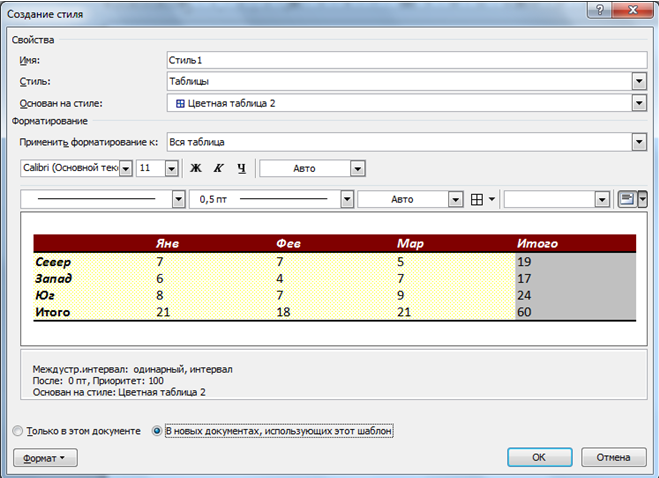 Создание стиля
Свойства
Имя: Стиль1
Стиль: Таблицы
Основан на стиле: Цветная таблица 2
Форматирование
Применить форматирование к: Вся таблица
Calibri (Основной тек 11 Ж К Ч Авто
0,5 пт Авто
Янв Фев Мар Итого
Север 7 7 5 19
Запад 6 4 7 17
Юг 8 7 9 24
Итого 21 18 21 60
Междустр.интервал: одинарный, интервал
После: 0 пт, Приоритет: 100
Основан на стиле: Цветная таблица 2
Только в этом документе В новых документах, использующих этот шаблон
Формат OK Отмена